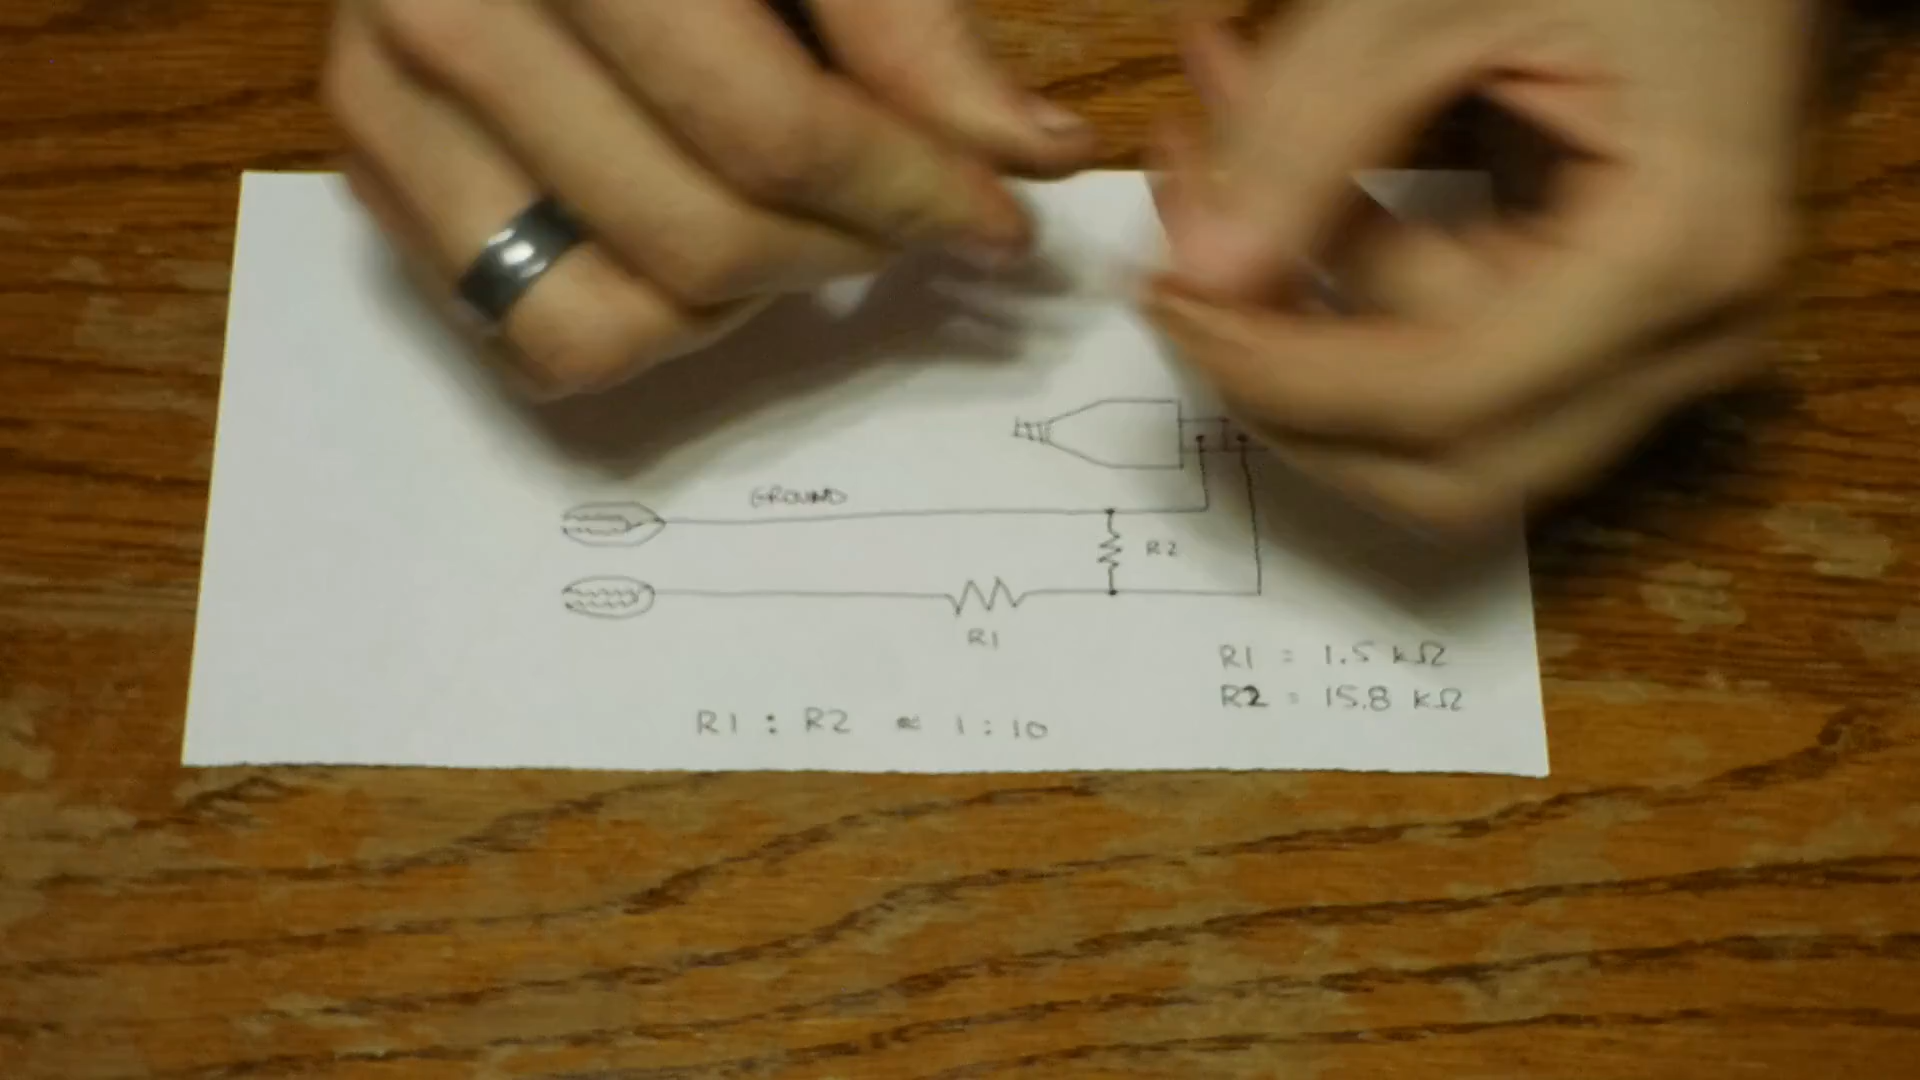 GROUND
R2
R1
R1 = 1.5 kΩ
R2 = 15.8 kΩ
R1 : R2 ≈ 1 : 10